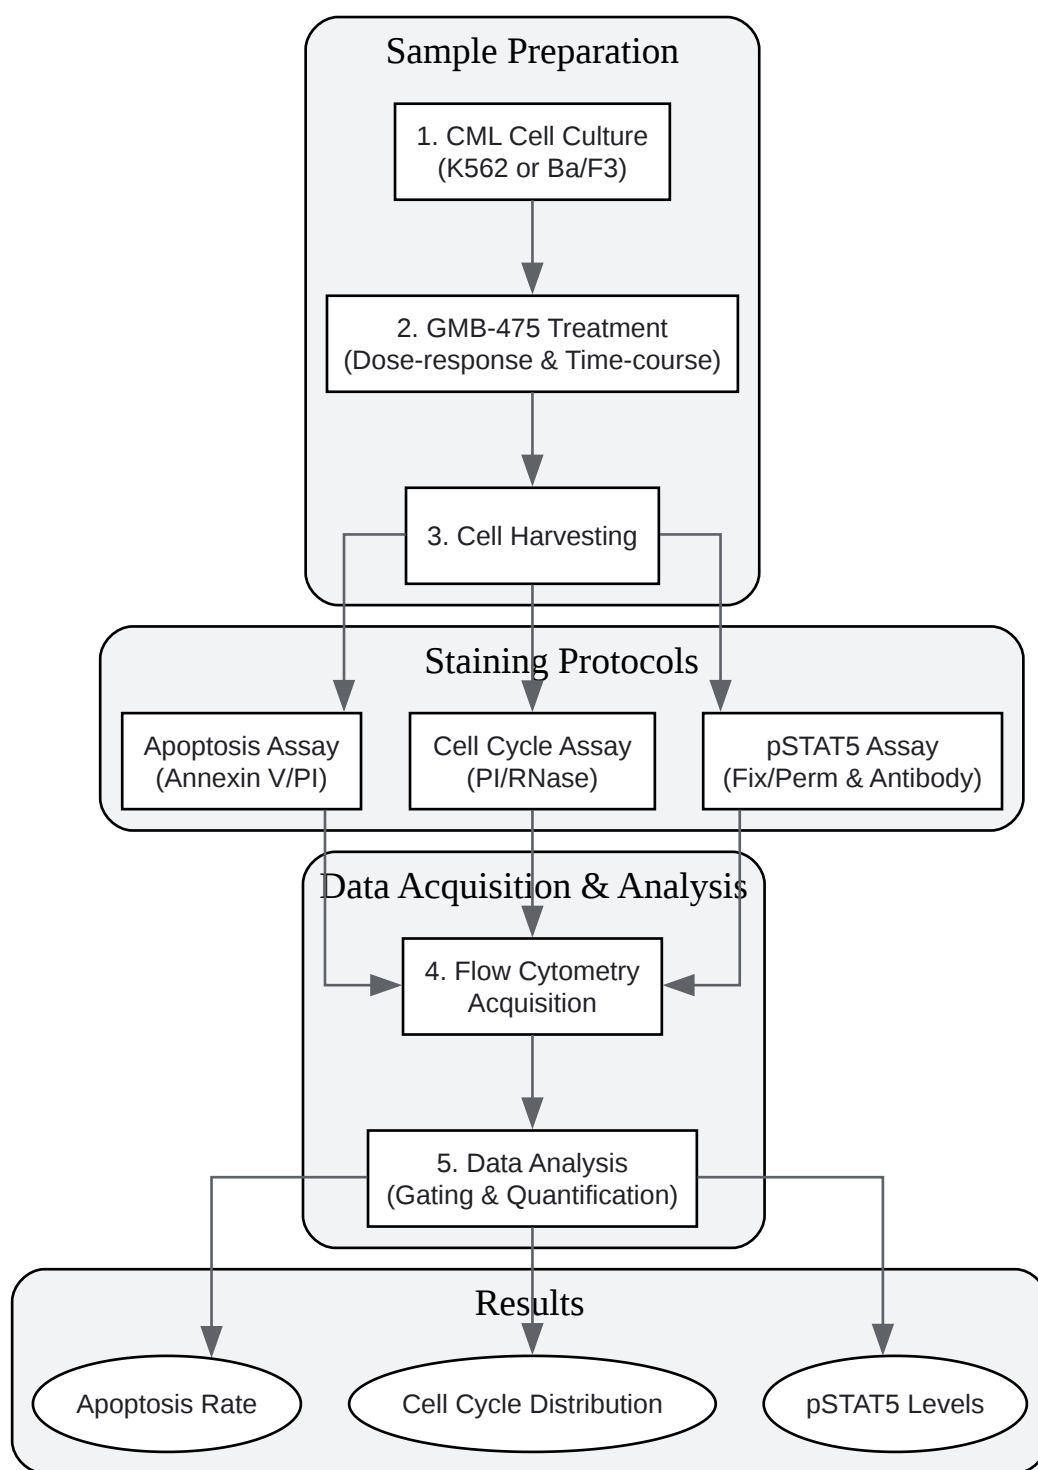 Sample Preparation
1. CML Cell Culture
(K562 or Ba/F3)
2. GMB-475 Treatment
(Dose-response & Time-course)
3. Cell Harvesting
Staining Protocols
Apoptosis Assay
(Annexin V/PI)
Cell Cycle Assay
(PI/RNase)
pSTAT5 Assay
(Fix/Perm & Antibody)
Data Acquisition & Analysis
4. Flow Cytometry
Acquisition
5. Data Analysis
(Gating & Quantification)
Results
Apoptosis Rate
Cell Cycle Distribution
pSTAT5 Levels